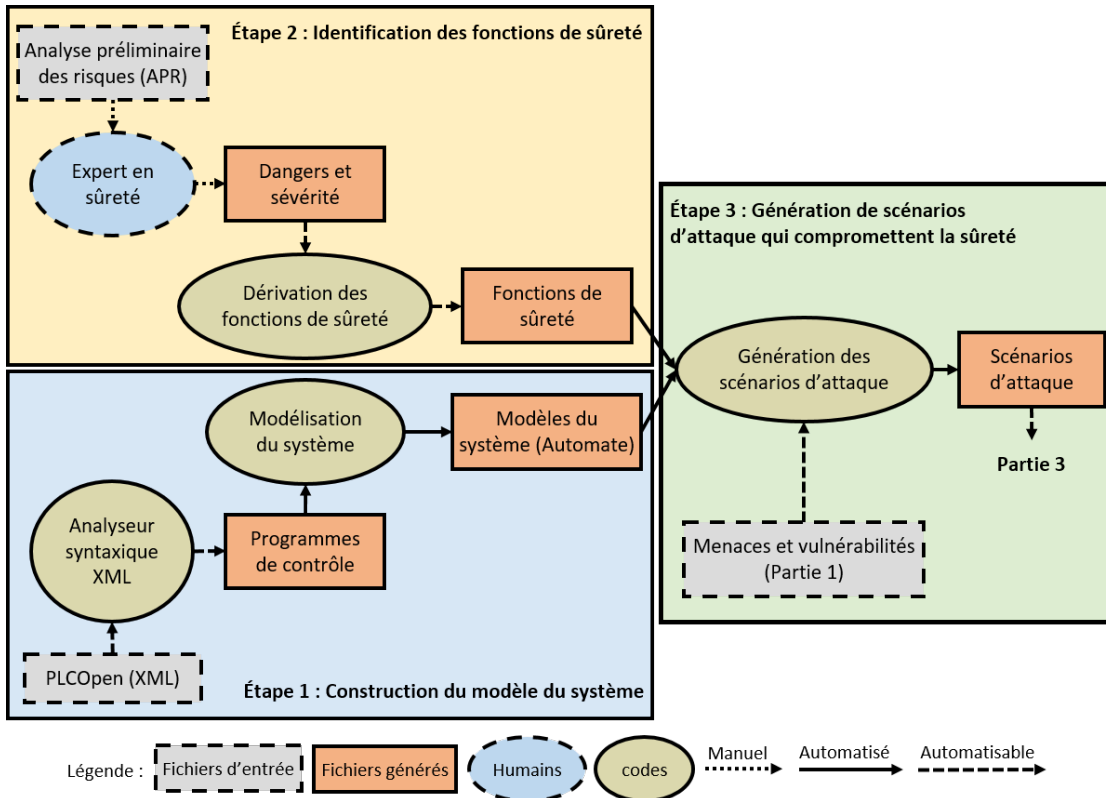 Étape 2 : Identification des fonctions de sûreté
Analyse préliminaire
des risques (APR)
Expert en
sûreté
Dangers et
sévérité
Dérivation des
fonctions de sûreté
Fonctions de
sûreté
Étape 3 : Génération de scénarios
d'attaque qui compromettent la sûreté
Génération des
scénarios d'attaque
Scénarios
d'attaque
Partie 3
Menaces et vulnérabilités
(Partie 1)
Modélisation
du système
Modèles du
système (Automate)
Analyseur
syntaxique
XML
Programmes
de contrôle
PLCOpen (XML)
Étape 1 : Construction du modèle du système
Légende :
Fichiers d'entrée
Fichiers générés
Humains
codes
Manuel
Automatisé
Automatisable